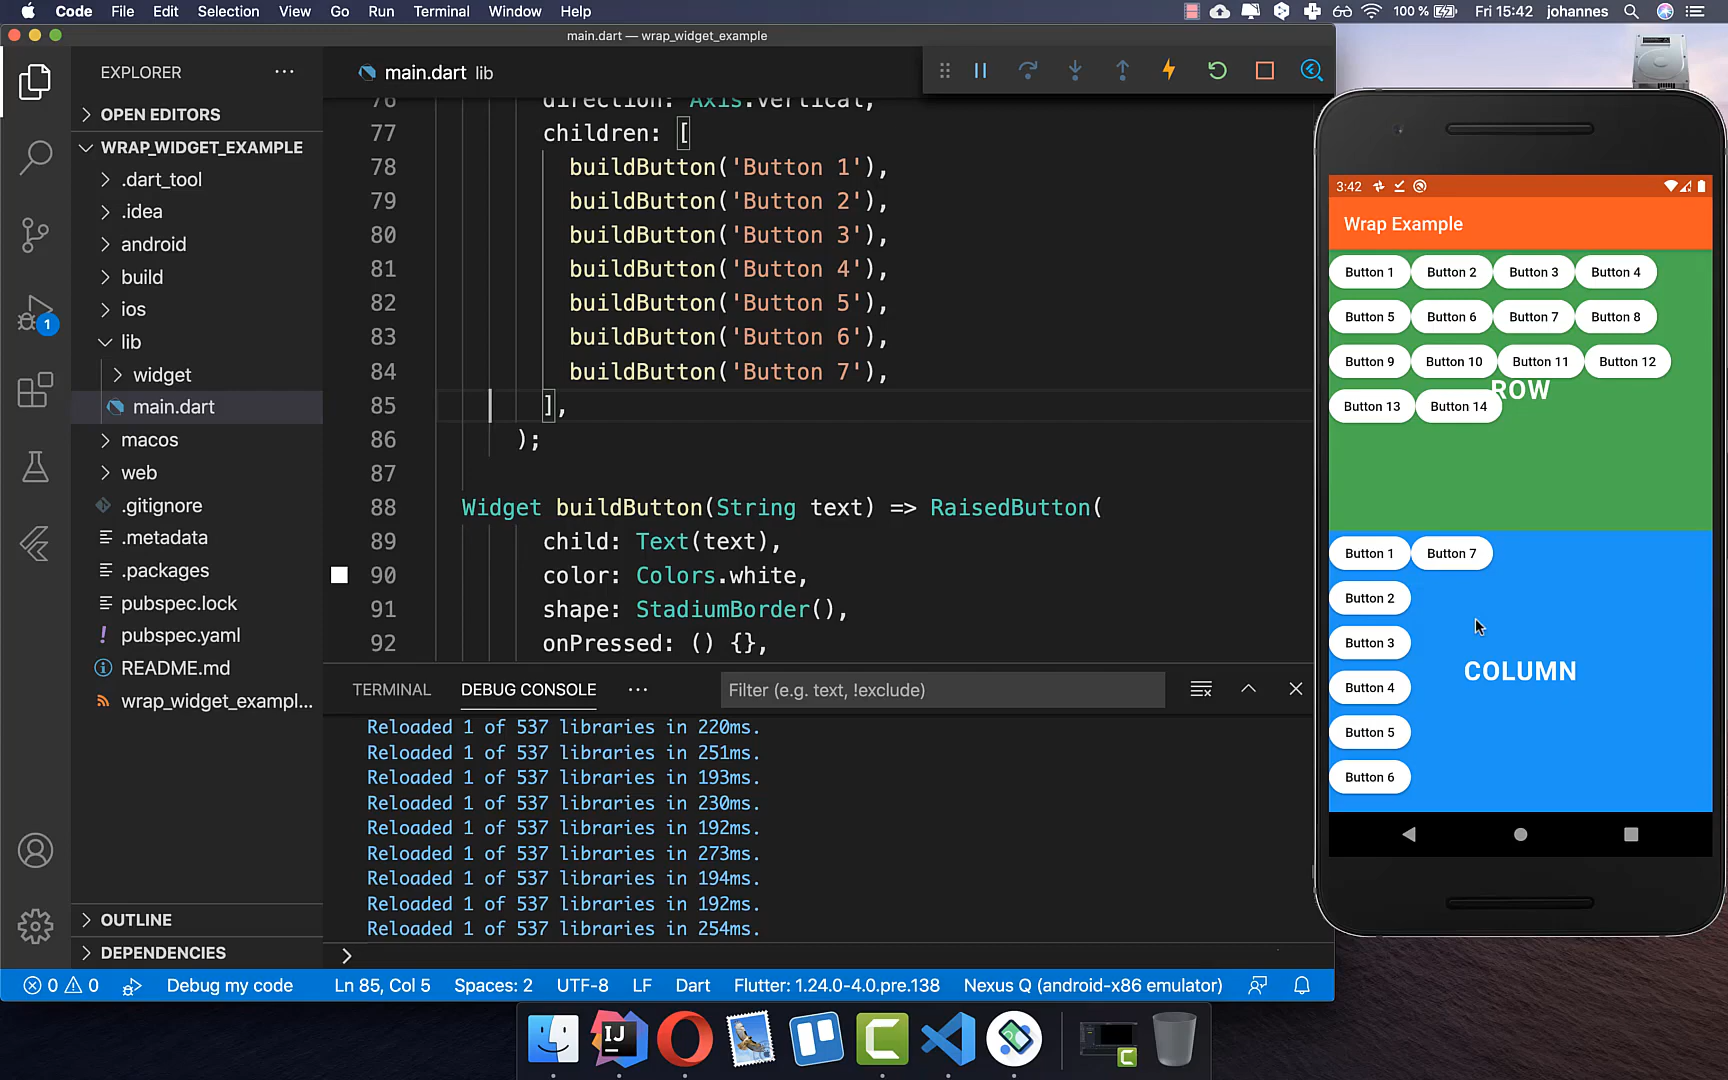 Code File Edit Selection View Go Run Terminal Window Help 100 % Fri 15:42 johannes
main.dart — wrap_widget_example
EXPLORER
main.dart lib
OPEN EDITORS
WRAP_WIDGET_EXAMPLE
.dart_tool
.idea
android
build
ios
lib
widget
main.dart
macos
web
.gitignore
.metadata
.packages
pubspec.lock
pubspec.yaml
README.md
wrap_widget_exampl...
OUTLINE
DEPENDENCIES
1
76 direction: Axis.vertical,
77 children: [
78 buildButton('Button 1'),
79 buildButton('Button 2'),
80 buildButton('Button 3'),
81 buildButton('Button 4'),
82 buildButton('Button 5'),
83 buildButton('Button 6'),
84 buildButton('Button 7'),
85 ],
86 );
87
88 Widget buildButton(String text) => RaisedButton(
89 child: Text(text),
90 color: Colors.white,
91 shape: StadiumBorder(),
92 onPressed: () {},
TERMINAL DEBUG CONSOLE Filter (e.g. text, !exclude)
Reloaded 1 of 537 libraries in 220ms.
Reloaded 1 of 537 libraries in 251ms.
Reloaded 1 of 537 libraries in 193ms.
Reloaded 1 of 537 libraries in 230ms.
Reloaded 1 of 537 libraries in 192ms.
Reloaded 1 of 537 libraries in 273ms.
Reloaded 1 of 537 libraries in 194ms.
Reloaded 1 of 537 libraries in 192ms.
Reloaded 1 of 537 libraries in 254ms.
0 0 Debug my code Ln 85, Col 5 Spaces: 2 UTF-8 LF Dart Flutter: 1.24.0-4.0.pre.138 Nexus Q (android-x86 emulator)
3:42
Wrap Example
Button 1 Button 2 Button 3 Button 4
Button 5 Button 6 Button 7 Button 8
Button 9 Button 10 Button 11 Button 12
ROW
Button 13 Button 14
Button 1 Button 7
Button 2
Button 3
COLUMN
Button 4
Button 5
Button 6
IJ
C
C